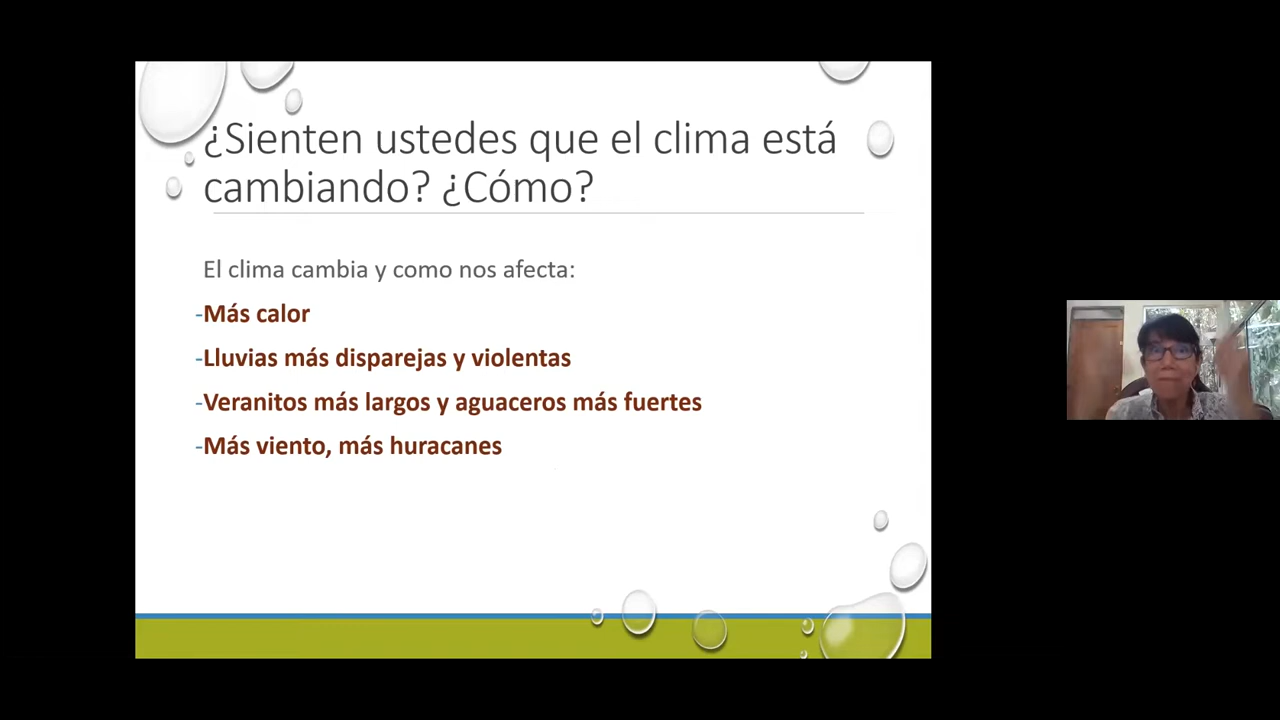 ¿Sienten ustedes que el clima está
cambiando? ¿Cómo?
El clima cambia y como nos afecta:
-Más calor
-Lluvias más disparejas y violentas
-Veranitos más largos y aguaceros más fuertes
-Más viento, más huracanes